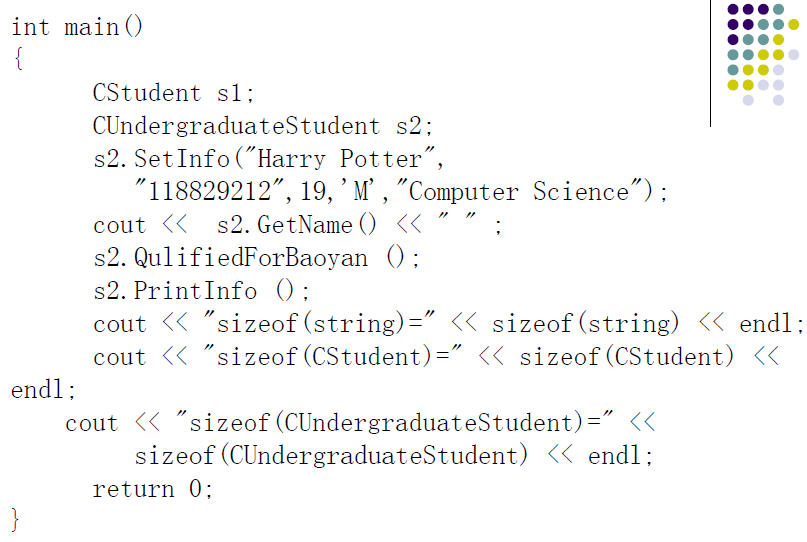 int main()
{
CStudent s1;
CUndergraduateStudent s2;
s2.SetInfo("Harry Potter",
"118829212",19,'M',"Computer Science");
cout << s2.GetName() << " " ;
s2.QulifiedForBaoyan ();
s2.PrintInfo ();
cout << "sizeof(string)=" << sizeof(string) << endl;
cout << "sizeof(CStudent)=" << sizeof(CStudent) <<
endl;
cout << "sizeof(CUndergraduateStudent)=" <<
sizeof(CUndergraduateStudent) << endl;
return 0;
}